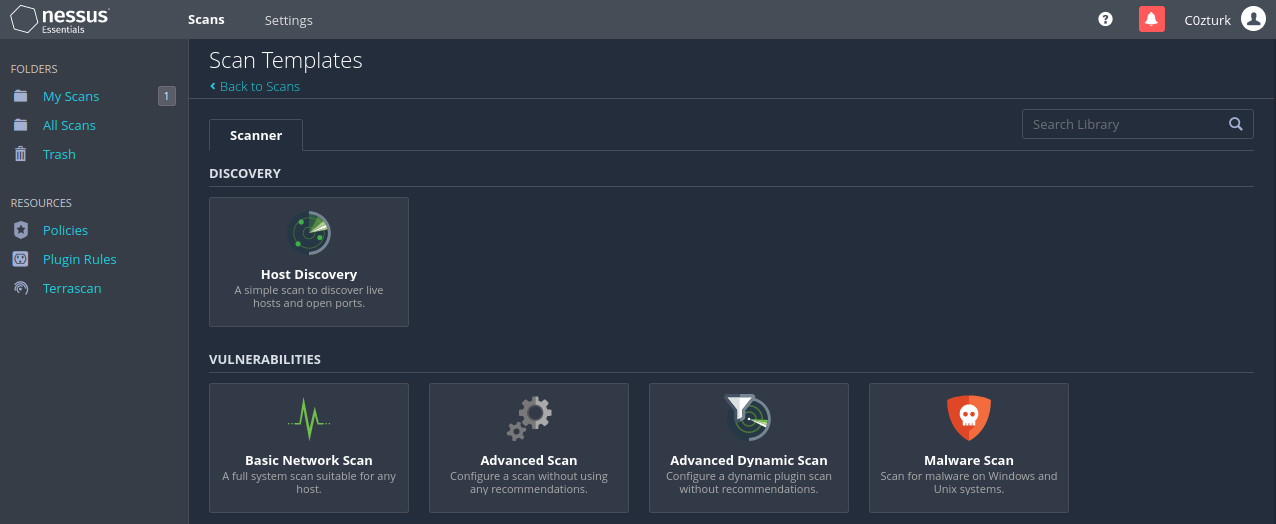 nessus
Essentials
Scans
Settings
?
C0zturk
FOLDERS
My Scans
1
All Scans
Trash
RESOURCES
Policies
Plugin Rules
Terrascan
Scan Templates
Back to Scans
Scanner
Search Library
DISCOVERY
Host Discovery
A simple scan to discover live
hosts and open ports.
VULNERABILITIES
Basic Network Scan
A full system scan suitable for any
host.
Advanced Scan
Configure a scan without using
any recommendations.
Advanced Dynamic Scan
Configure a dynamic plugin scan
without recommendations.
Malware Scan
Scan for malware on Windows and
Unix systems.